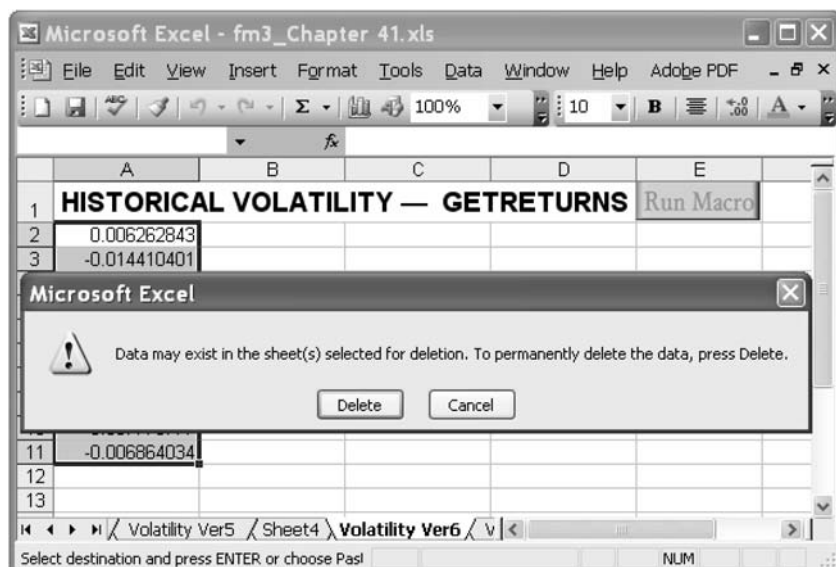 Microsoft Excel - fm3_Chapter 41.xls
File Edit View Insert Format Tools Data Window Help Adobe PDF
ABC Σ 100% 10 B A
fx
A B C D E
1 HISTORICAL VOLATILITY — GETRETURNS Run Macro
2 0.006262843
3 -0.014410401
Microsoft Excel
Data may exist in the sheet(s) selected for deletion. To permanently delete the data, press Delete.
Delete Cancel
11 -0.006864034
12
13
Volatility Ver5 Sheet4 Volatility Ver6 V
Select destination and press ENTER or choose Past NUM